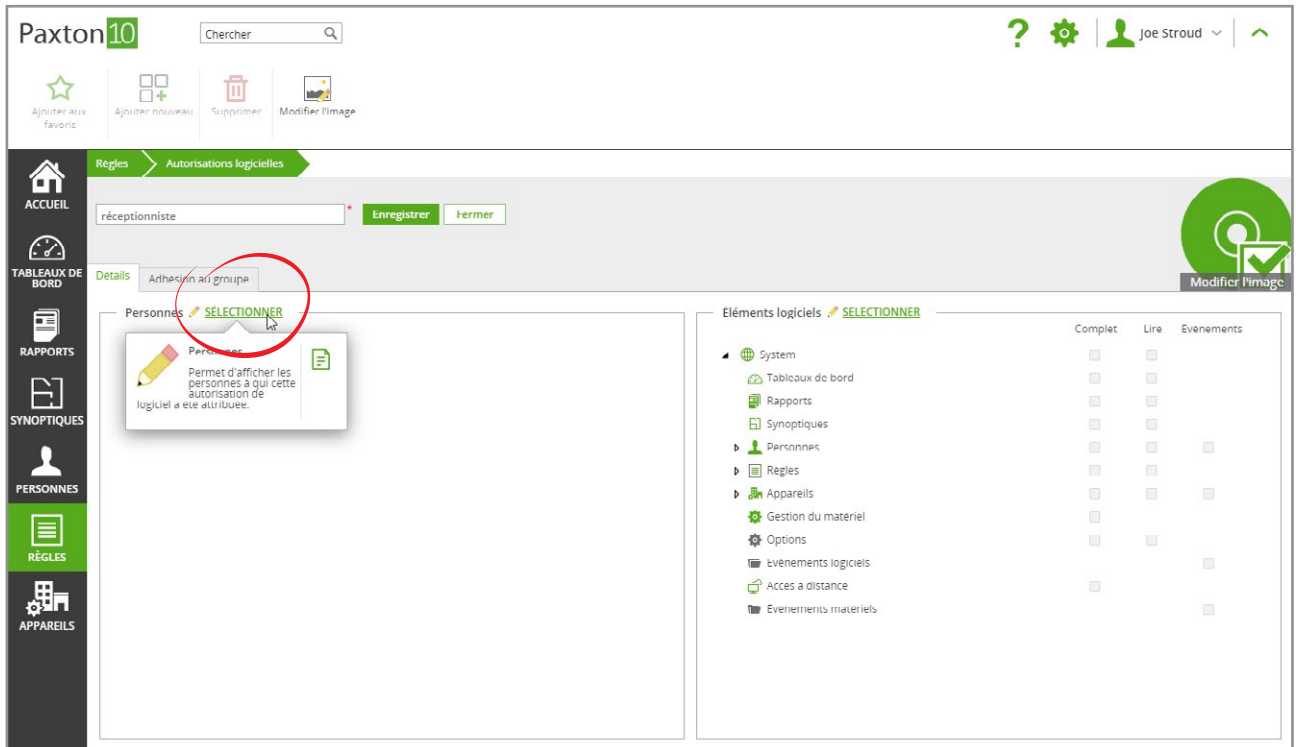 Paxton10
Chercher
Joe Stroud
Ajouter aux
favoris
Ajouter nouveau
Supprimer
Modifier l'image
Règles
Autorisations logicielles
ACCUEIL
réceptionniste
*
Enregistrer
Fermer
TABLEAUX DE
BORD
Détails
Adhésion au groupe
Modifier l'image
RAPPORTS
SYNOPTIQUES
PERSONNES
RÈGLES
APPAREILS
Personnes SÉLECTIONNER
Personnes
Permet d'afficher les
personnes à qui cette
autorisation de
logiciel a été attribuée.
Éléments logiciels SÉLECTIONNER
Complet Lire Evènements
System
Tableaux de bord
Rapports
Synoptiques
Personnes
Règles
Appareils
Gestion du matériel
Options
Evènements logiciels
Accès à distance
Évènements matériels